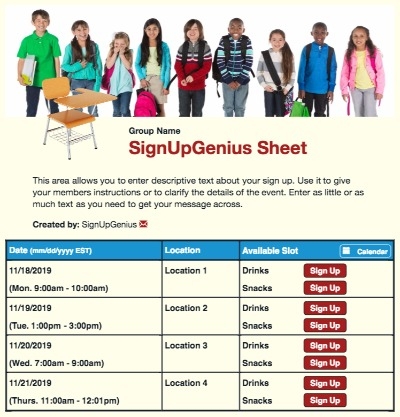 Group Name
SignUpGenius Sheet
This area allows you to enter descriptive text about your sign up. Use it to give
your members instructions or to clarify the details of the event. Enter as little or as
much text as you need to get your message across.
Created by: SignUpGenius
Date (mm/dd/yyyy EST) Location Available Slot Calendar
11/18/2019 Location 1 Drinks Sign Up
(Mon. 9:00am - 10:00am) Snacks Sign Up
11/19/2019 Location 2 Drinks Sign Up
(Tue. 1:00pm - 3:00pm) Snacks Sign Up
11/20/2019 Location 3 Drinks Sign Up
(Wed. 7:00am - 9:00am) Snacks Sign Up
11/21/2019 Location 4 Drinks Sign Up
(Thurs. 11:00am - 12:01pm) Snacks Sign Up